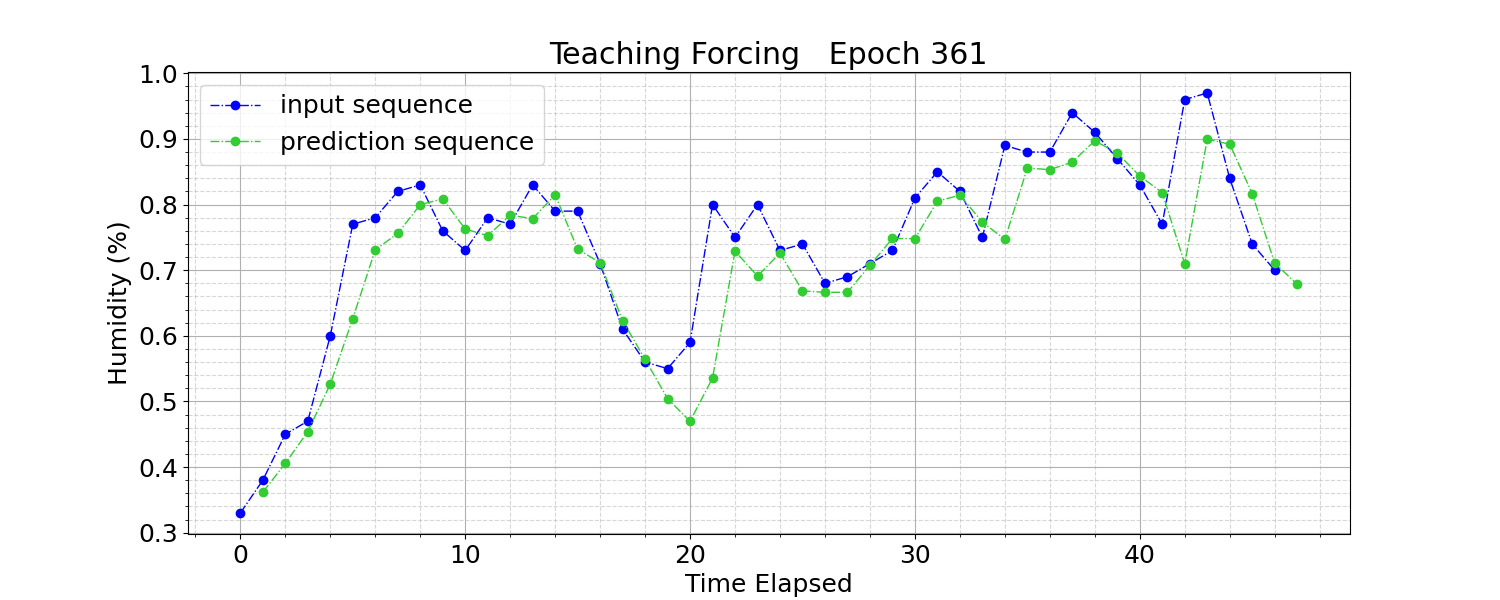 Teaching Forcing   Epoch 361
1.0
0.9
0.8
0.7
0.6
0.5
0.4
0.3
Humidity (%)
input sequence
prediction sequence
0 10 20 30 40
Time Elapsed